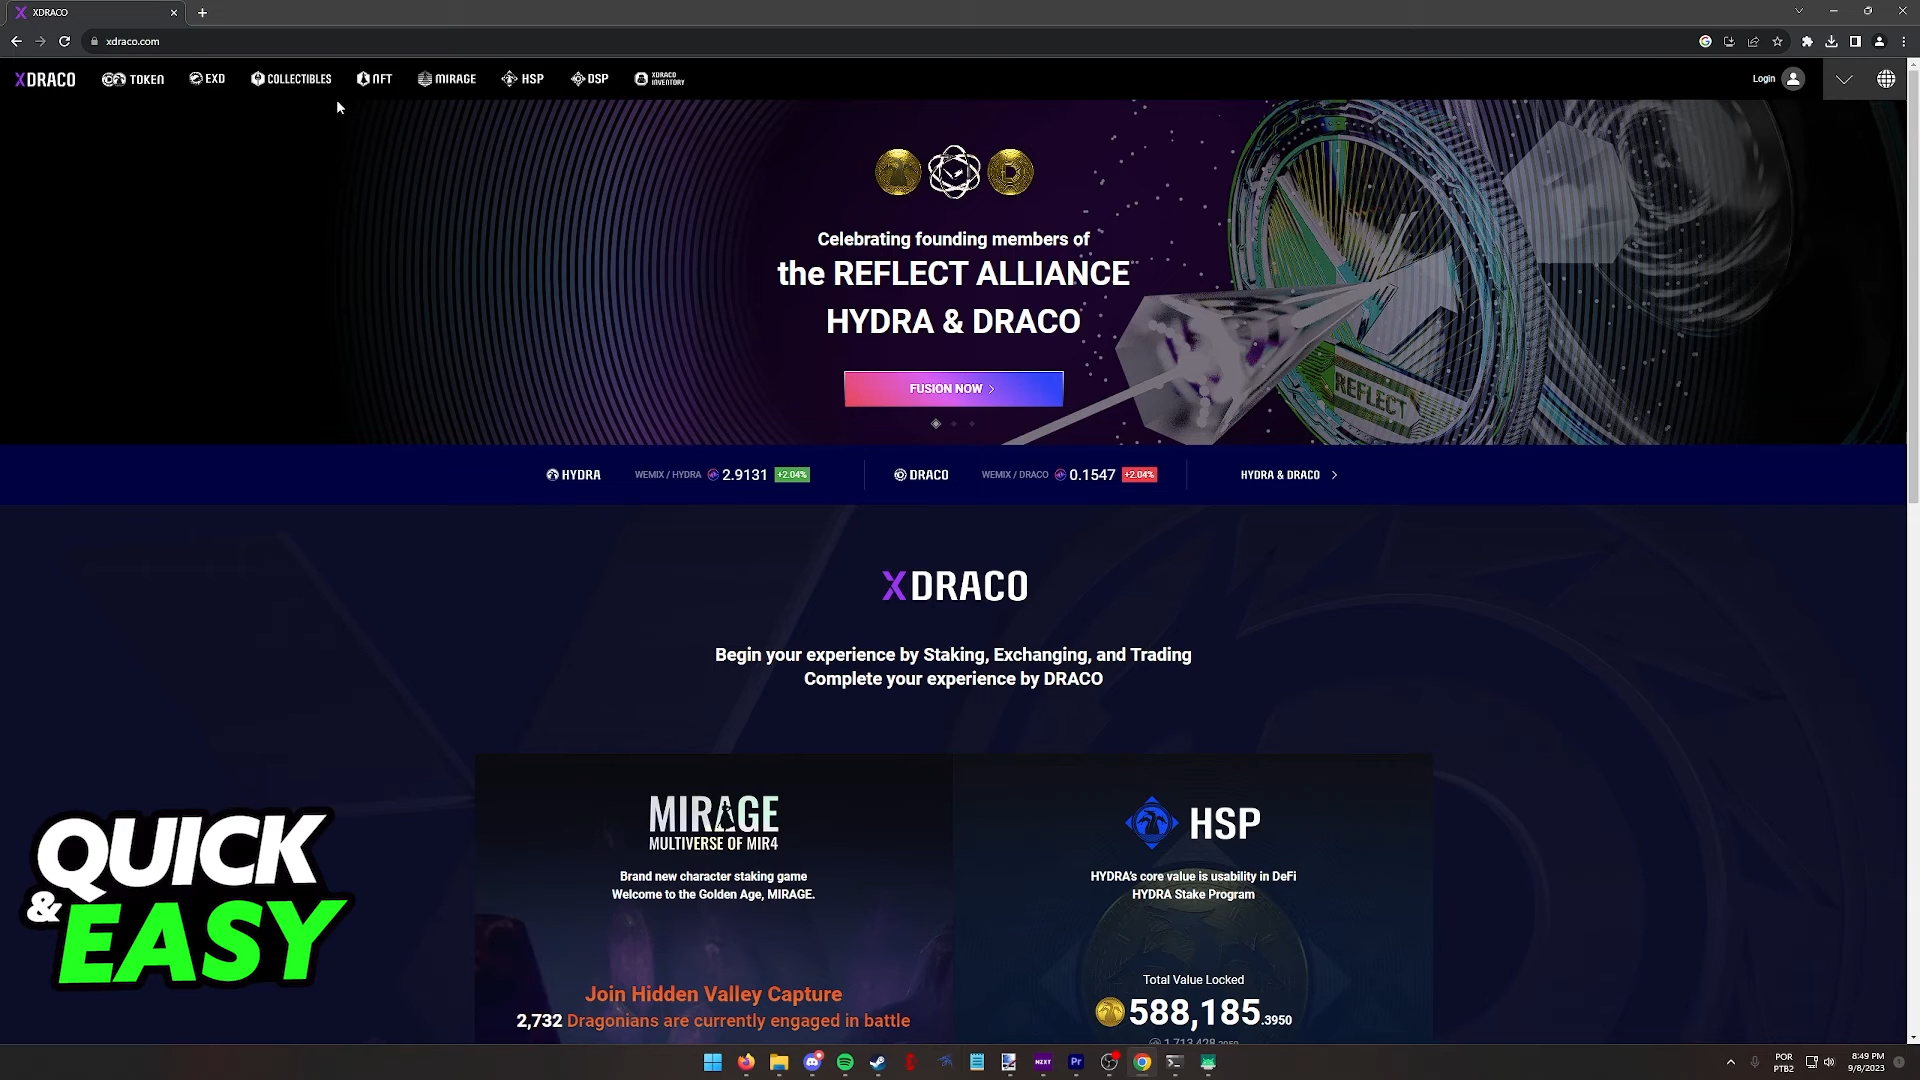 XDRACO
xdraco.com
XDRACO
TOKEN
EXD
COLLECTIBLES
NFT
MIRAGE
HSP
DSP
XDRACO
INVENTORY
Login
Celebrating founding members of
the REFLECT ALLIANCE
HYDRA & DRACO
FUSION NOW >
REFLECT
HYDRA
WEMIX / HYDRA 2.9131 +2.04%
DRACO
WEMIX / DRACO 0.1547 +2.04%
HYDRA & DRACO >
XDRACO
Begin your experience by Staking, Exchanging, and Trading
Complete your experience by DRACO
MIRAGE
MULTIVERSE OF MIR4
Brand new character staking game
Welcome to the Golden Age, MIRAGE.
Join Hidden Valley Capture
2,732 Dragonians are currently engaged in battle
HSP
HYDRA's core value is usability in DeFi
HYDRA Stake Program
Total Value Locked
588,185.3950
QUICK
& EASY
NZXT
Pr
POR
PTB2
8:49 PM
9/8/2023